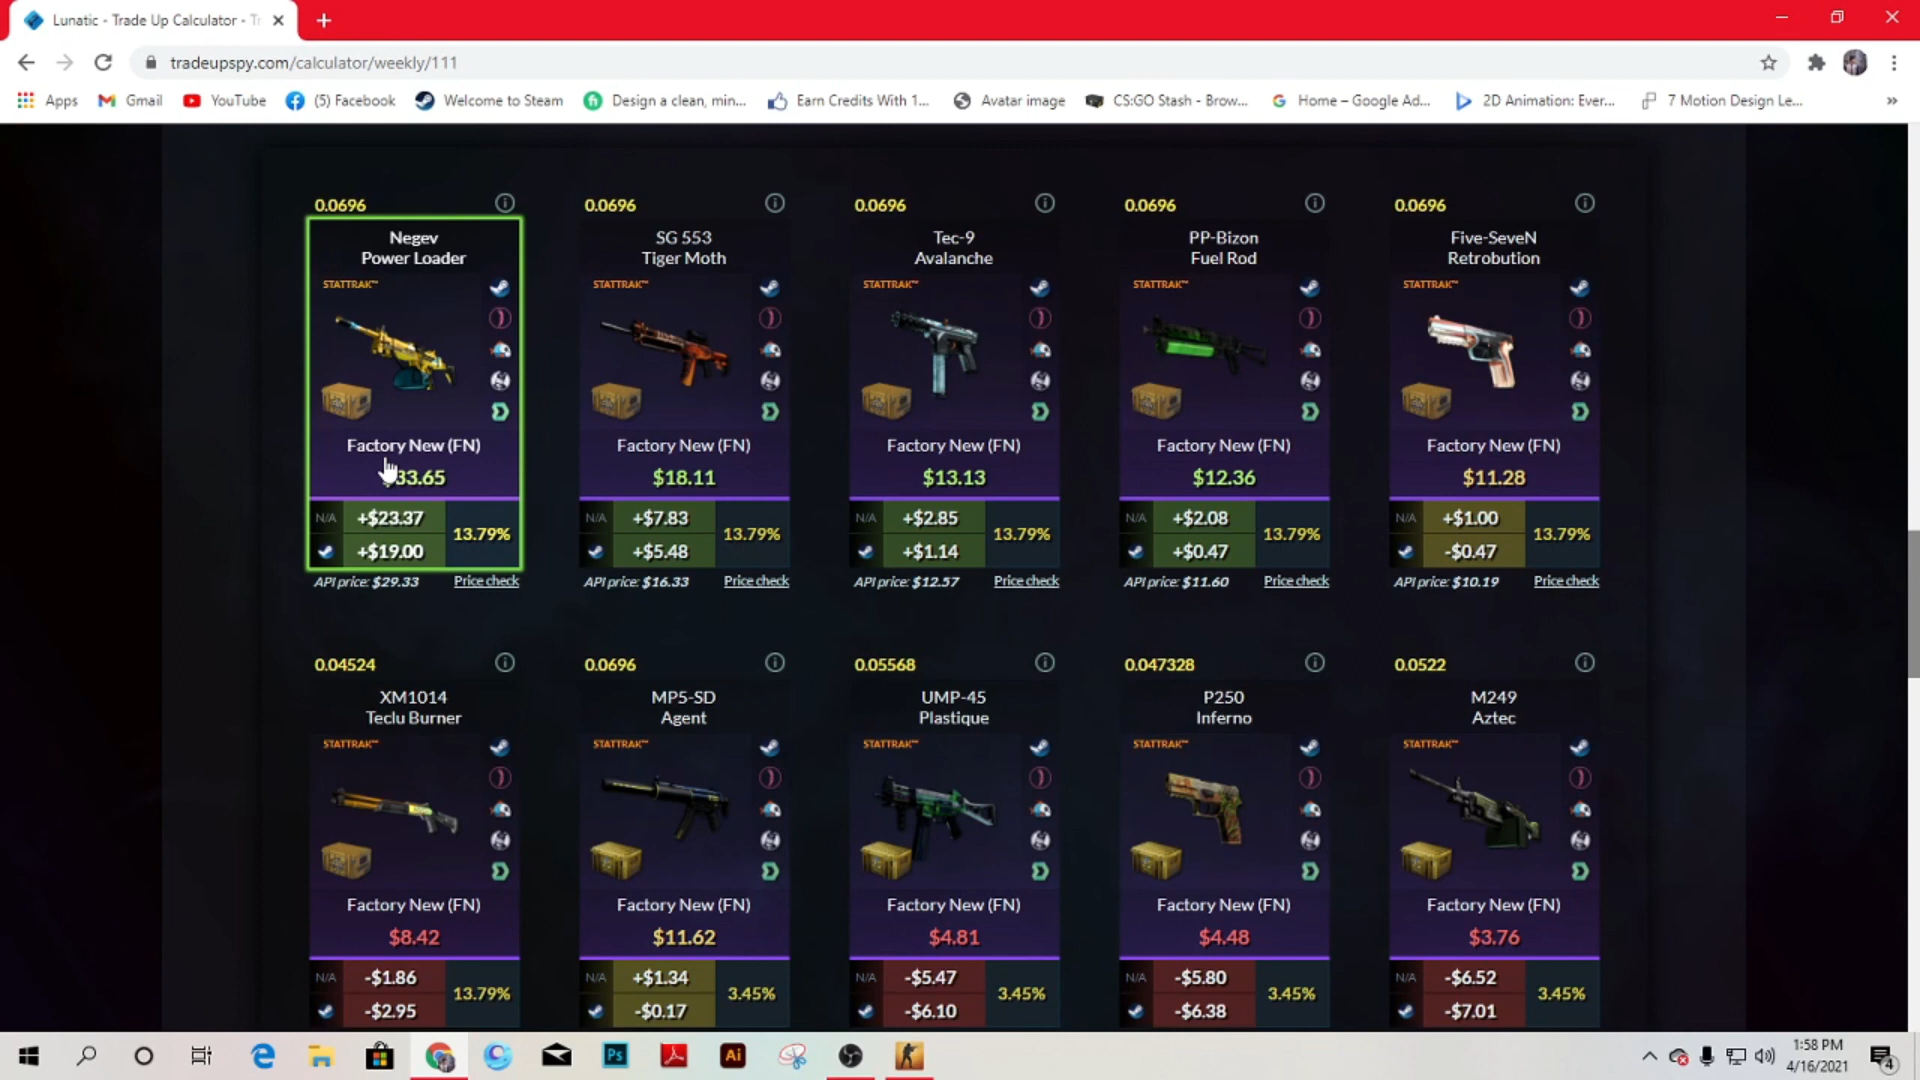 Lunatic - Trade Up Calculator - Tr
tradeupspy.com/calculator/weekly/111
Apps Gmail YouTube (5) Facebook Welcome to Steam Design a clean, min... Earn Credits With 1... Avatar image CS:GO Stash - Brow... Home – Google Ad... 2D Animation: Ever... 7 Motion Design Le... »
0.0696 0.0696 0.0696 0.0696 0.0696
Negev SG 553 Tec-9 PP-Bizon Five-SeveN
Power Loader Tiger Moth Avalanche Fuel Rod Retrobution
STATTRAK™ STATTRAK™ STATTRAK™ STATTRAK™ STATTRAK™
Factory New (FN) Factory New (FN) Factory New (FN) Factory New (FN) Factory New (FN)
$33.65 $18.11 $13.13 $12.36 $11.28
N/A +$23.37 N/A +$7.83 N/A +$2.85 N/A +$2.08 N/A +$1.00
13.79% 13.79% 13.79% 13.79% 13.79%
+$19.00 +$5.48 +$1.14 +$0.47 -$0.47
API price: $29.33 Price check API price: $16.33 Price check API price: $12.57 Price check API price: $11.60 Price check API price: $10.19 Price check
0.04524 0.0696 0.05568 0.047328 0.0522
XM1014 MP5-SD UMP-45 P250 M249
Teclu Burner Agent Plastique Inferno Aztec
STATTRAK™ STATTRAK™ STATTRAK™ STATTRAK™ STATTRAK™
Factory New (FN) Factory New (FN) Factory New (FN) Factory New (FN) Factory New (FN)
$8.42 $11.62 $4.81 $4.48 $3.76
N/A -$1.86 N/A +$1.34 N/A -$5.47 N/A -$5.80 N/A -$6.52
13.79% 3.45% 3.45% 3.45% 3.45%
-$2.95 -$0.17 -$6.10 -$6.38 -$7.01
Ps Ai
1:58 PM
4/16/2021
4